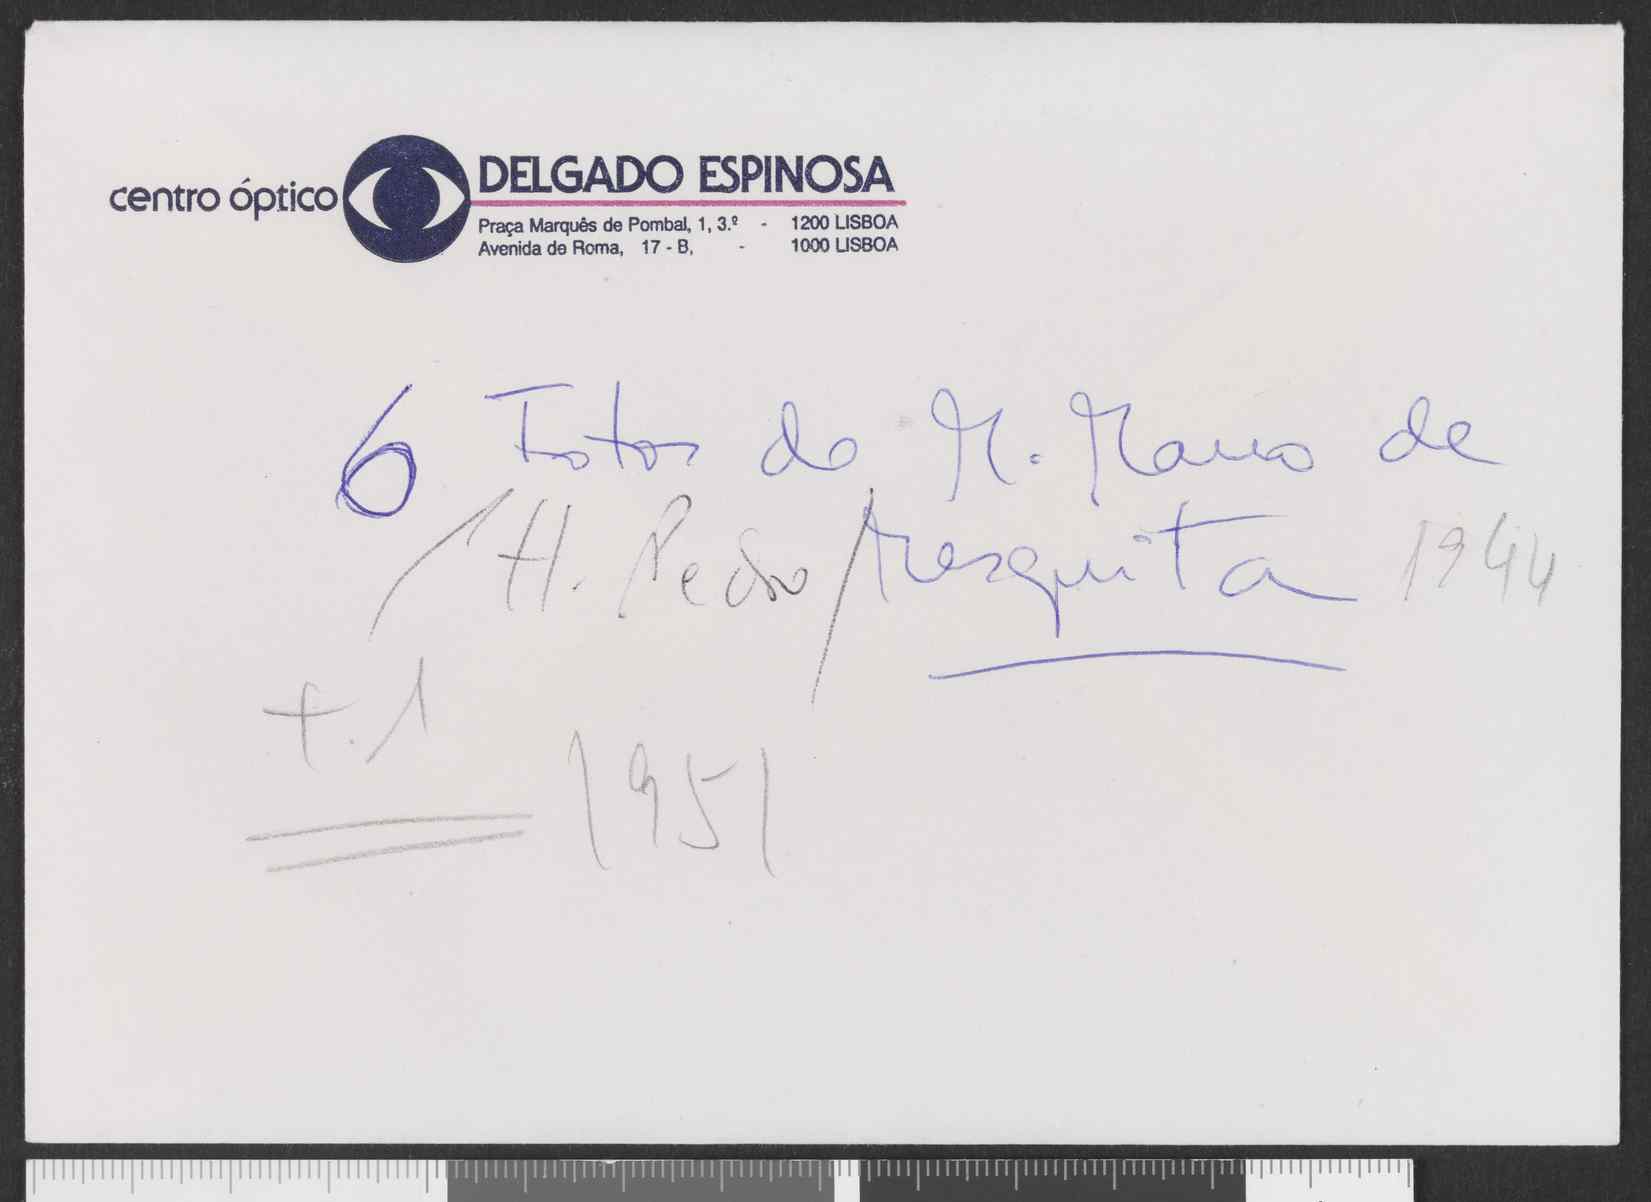 centro óptico
DELGADO ESPINOSA
Praça Marquês de Pombal, 1, 3.º - 1200 LISBOA
Avenida de Roma, 17 - B, - 1000 LISBOA
6 Fotos do M. Mano de
/ H. Pedro / Mesquita 1944
+ 1
1951